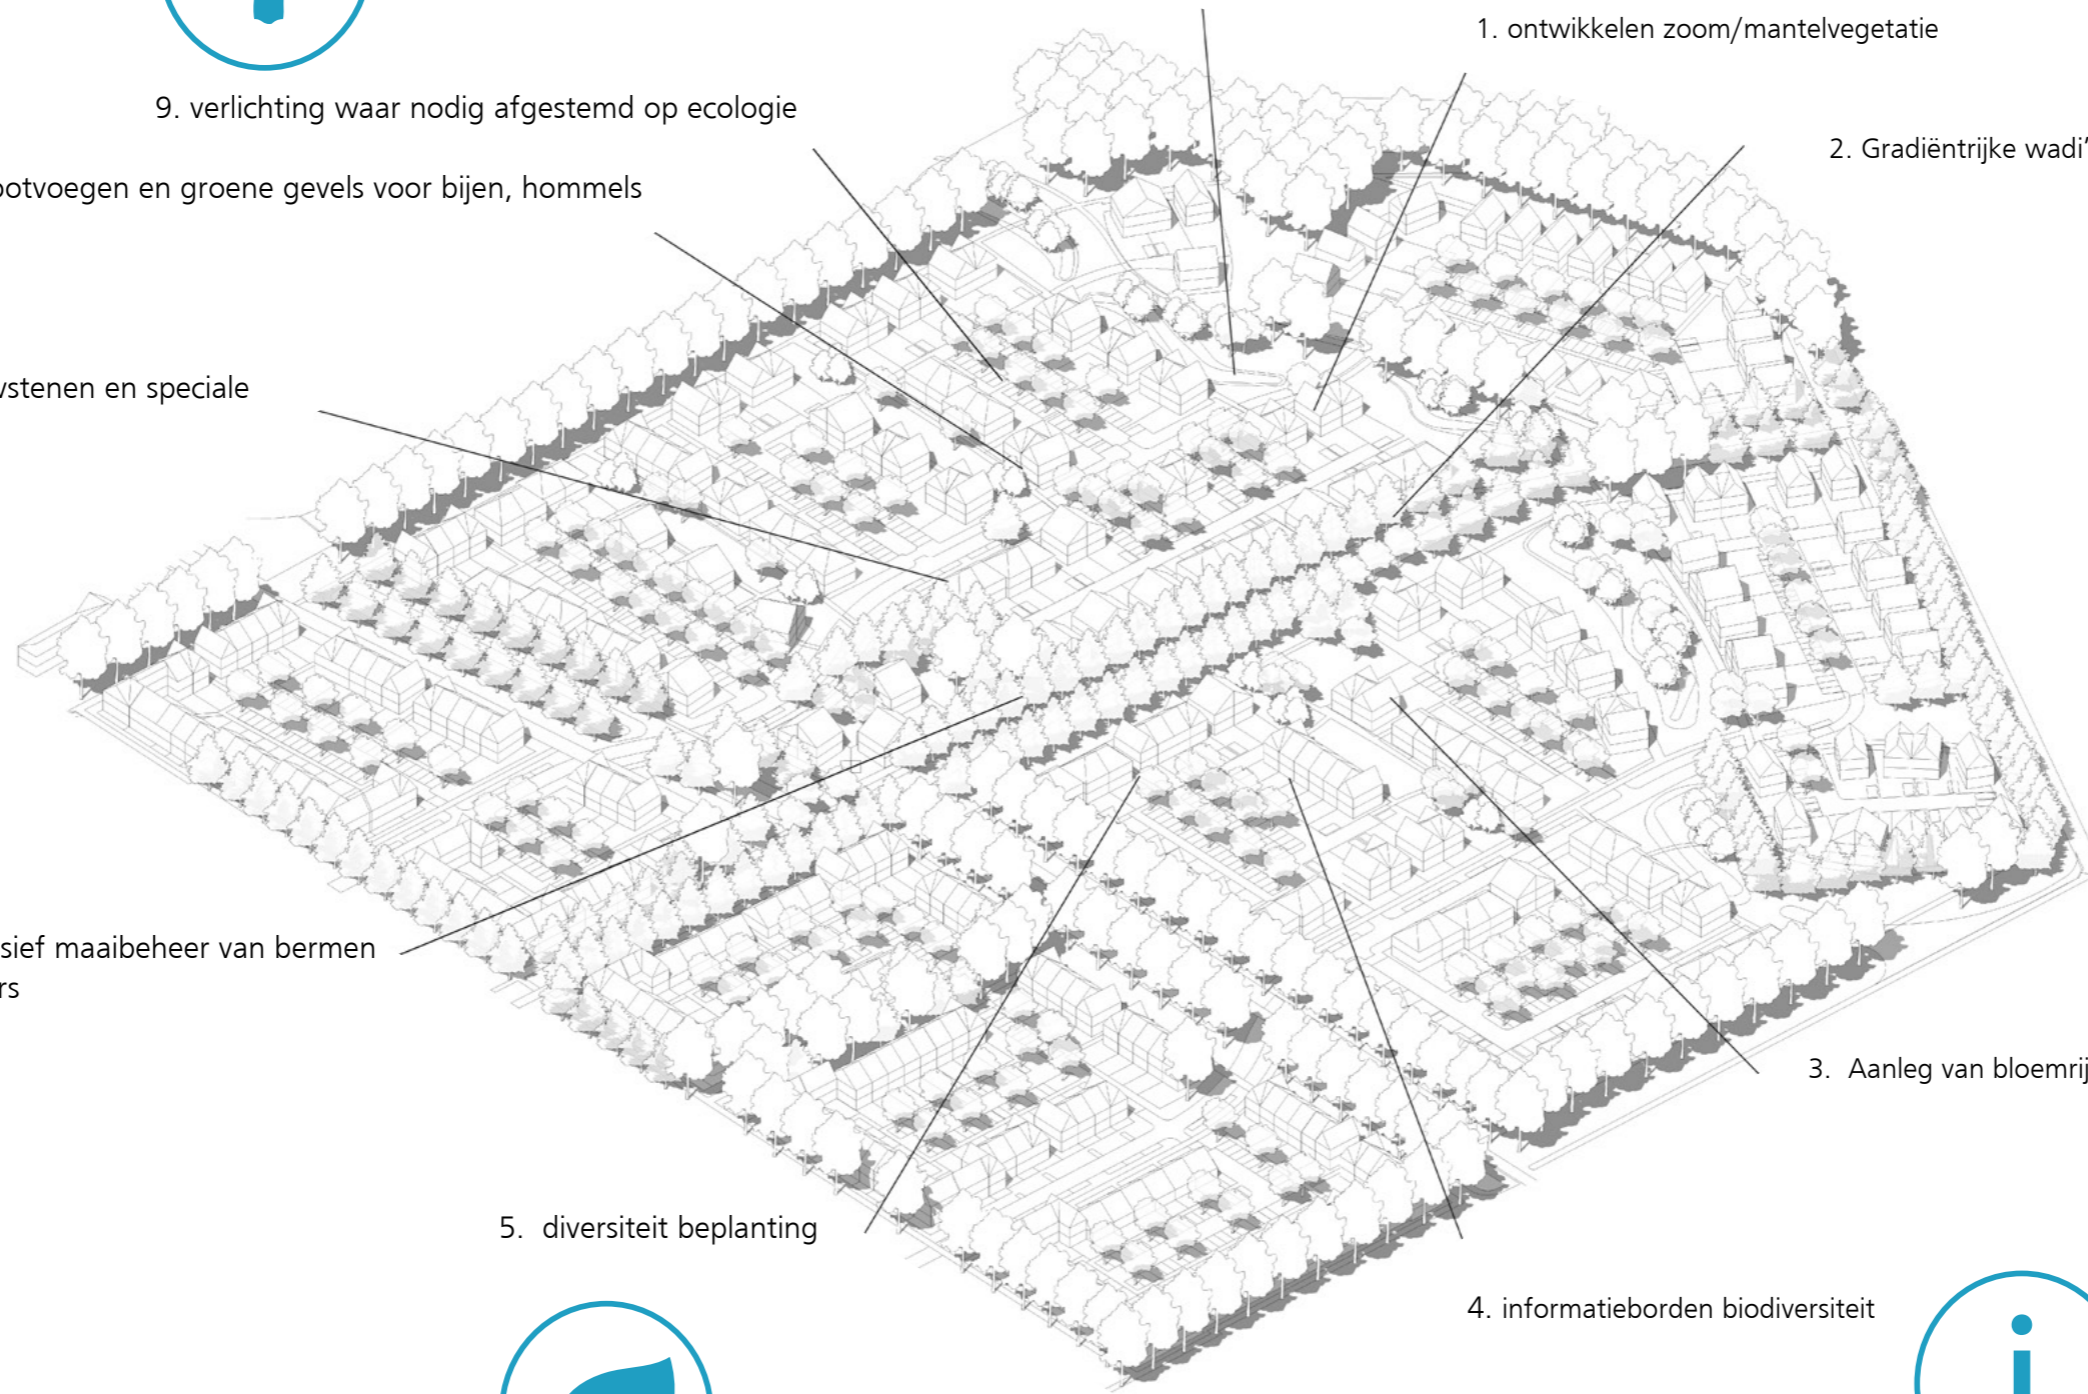 1. ontwikkelen zoom/mantelvegetatie
9. verlichting waar nodig afgestemd op ecologie
2. Gradiëntrijke wadi'
ootvoegen en groene gevels voor bijen, hommels
stenen en speciale
sief maaibeheer van bermen
rs
3. Aanleg van bloemrij
5. diversiteit beplanting
4. informatieborden biodiversiteit
i